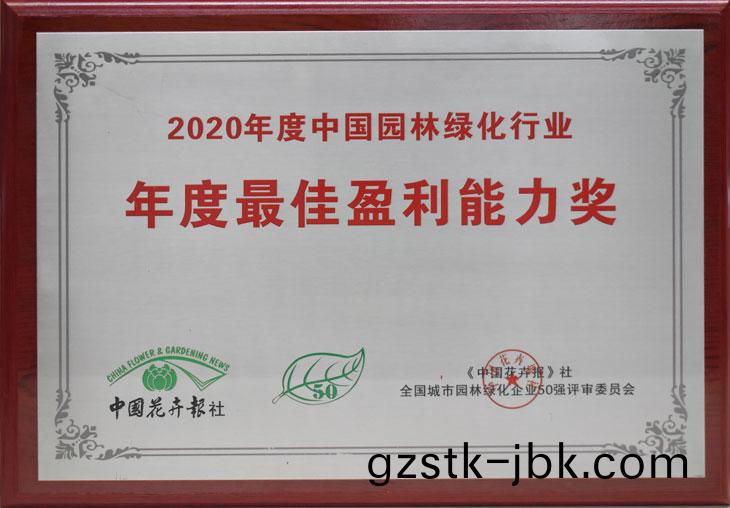 2020年度中国园林绿化行业
年度最佳盈利能力奖
CHINA FLOWER & GARDENING NEWS
中國花卉報社
50
《中国花卉报》社
全国城市园林绿化企业50强评审委员会
gzstk-jbk.com